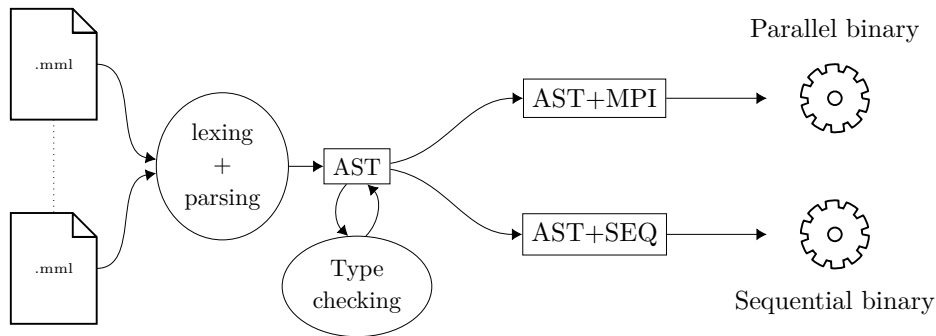 .mml
lexing
+
parsing
AST
Type
checking
AST+MPI
Parallel binary
.mml
AST+SEQ
Sequential binary